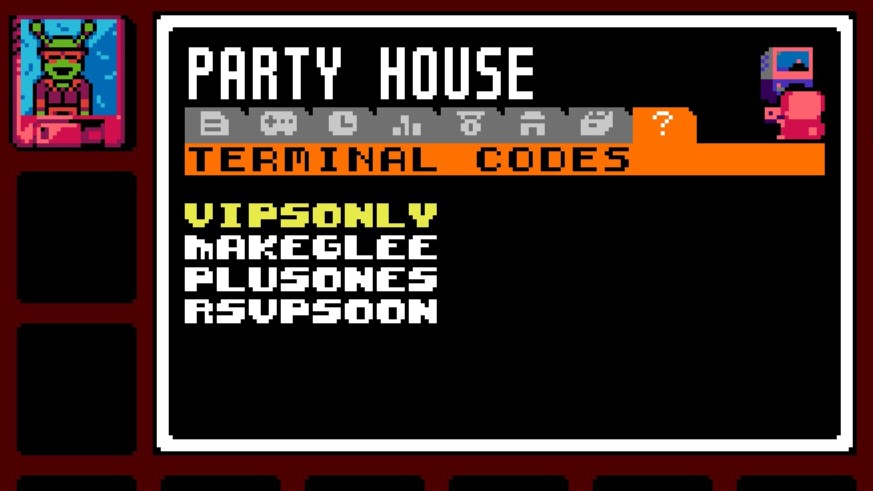 PARTY HOUSE
?
TERMINAL CODES
VIPSONLY
MAKEGLEE
PLUSONES
RSVPSOON